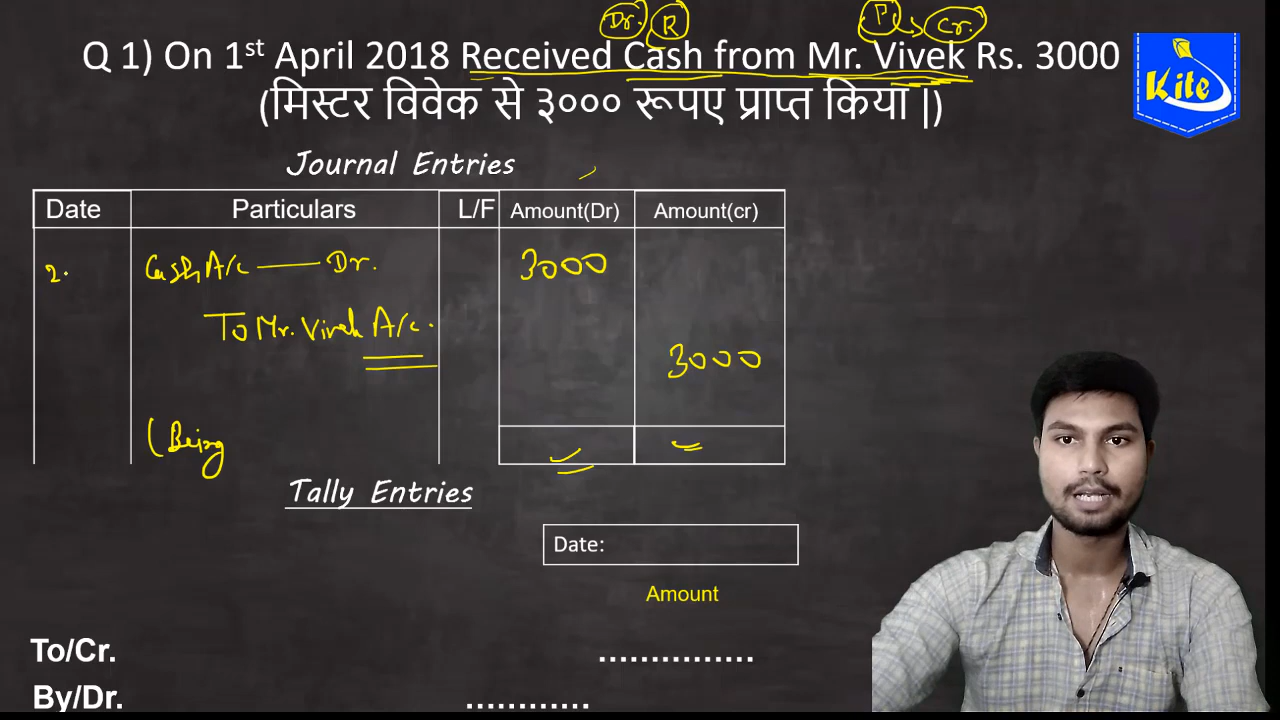 Dr. R P Cr.
Q 1) On 1st April 2018 Received Cash from Mr. Vivek Rs. 3000
(मिस्टर विवेक से ३००० रूपए प्राप्त किया |)
Kite
Journal Entries
Date Particulars L/F Amount(Dr) Amount(cr)
2. Cash A/c —— Dr. 3000
To Mr. Vivek A/c.
3000
(Being
Tally Entries
Date:
Amount
To/Cr. ...............
By/Dr. ............